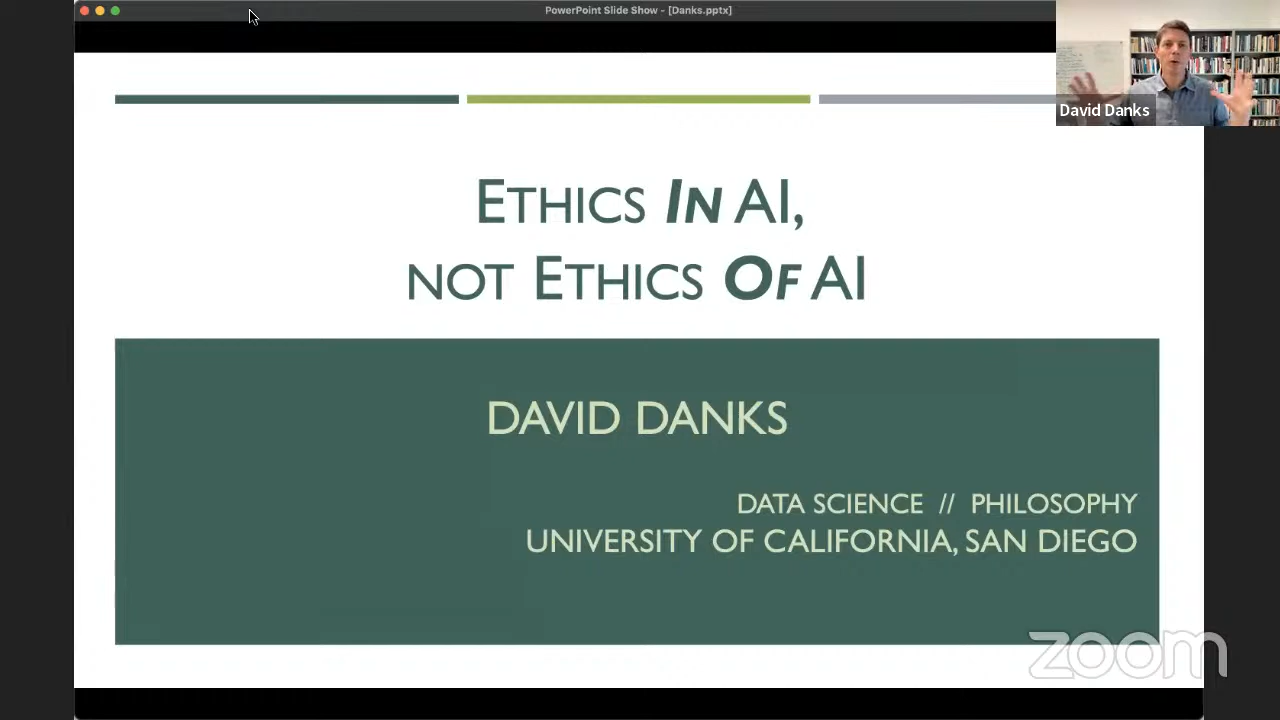 PowerPoint Slide Show - [Danks.pptx]
David Danks
ETHICS IN AI,
NOT ETHICS OF AI
DAVID DANKS
DATA SCIENCE // PHILOSOPHY
UNIVERSITY OF CALIFORNIA, SAN DIEGO
zoom